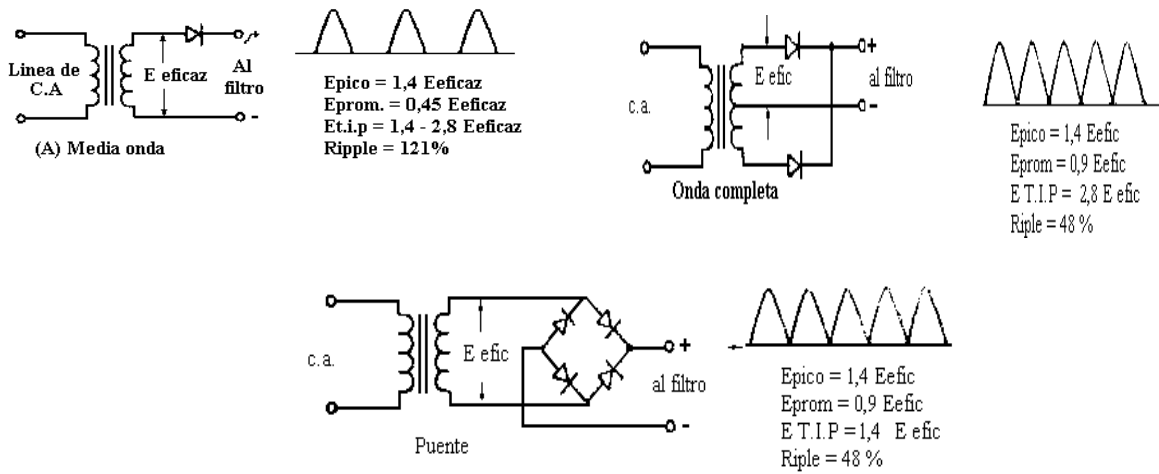 Linea de
C.A
E eficaz
Al
filtro
+
-
(A) Media onda
Epico = 1,4 Eeficaz
Eprom. = 0,45 Eeficaz
Et.i.p = 1,4 - 2,8 Eeficaz
Ripple = 121%
c.a.
E efic
+
al filtro
-
Onda completa
Epico = 1,4 Eefic
Eprom = 0,9 Eefic
E T.I.P = 2,8 E efic
Riple = 48 %
c.a.
E efic
+
al filtro
-
Puente
Epico = 1,4 Eefic
Eprom = 0,9 Eefic
E T.I.P =1,4 E efic
Riple = 48 %